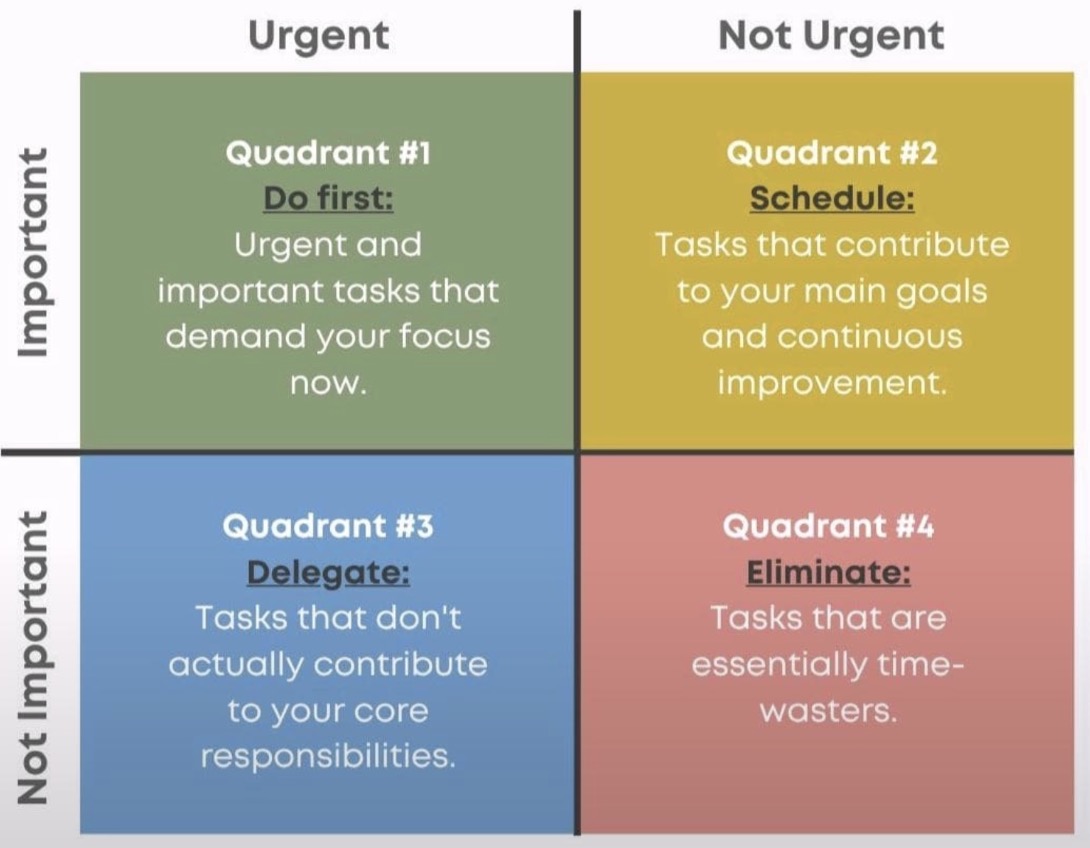 Urgent
Not Urgent
Important
Quadrant #1
Do first:
Urgent and
important tasks that
demand your focus
now.
Quadrant #2
Schedule:
Tasks that contribute
to your main goals
and continuous
improvement.
Not Important
Quadrant #3
Delegate:
Tasks that don't
actually contribute
to your core
responsibilities.
Quadrant #4
Eliminate:
Tasks that are
essentially time-
wasters.